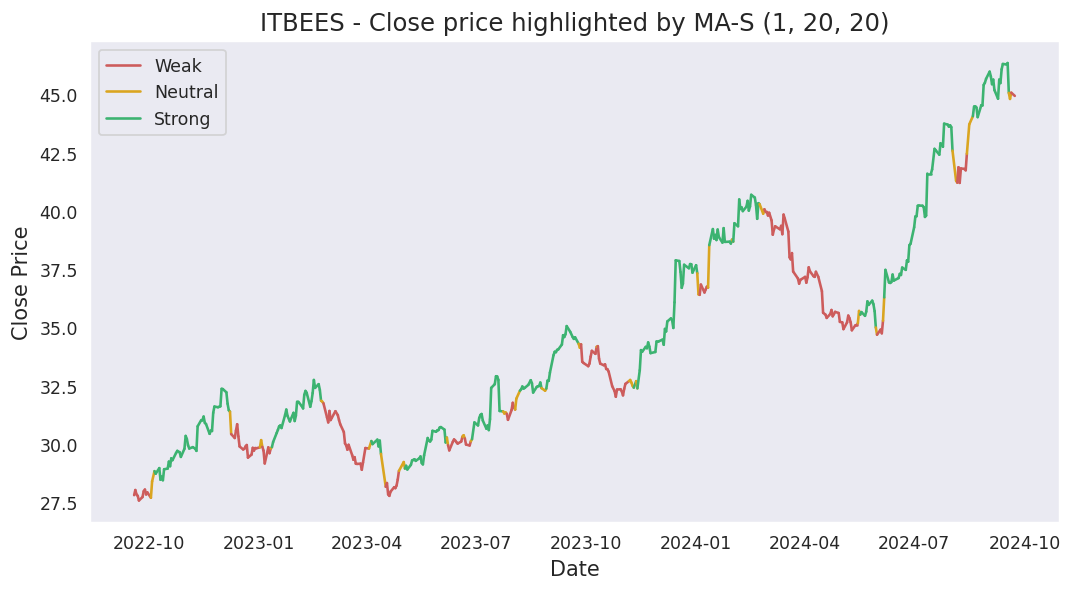 ITBEES - Close price highlighted by MA-S (1, 20, 20)
Weak
Neutral
Strong
Close Price
45.0
42.5
40.0
37.5
35.0
32.5
30.0
27.5
2022-10 2023-01 2023-04 2023-07 2023-10 2024-01 2024-04 2024-07 2024-10
Date